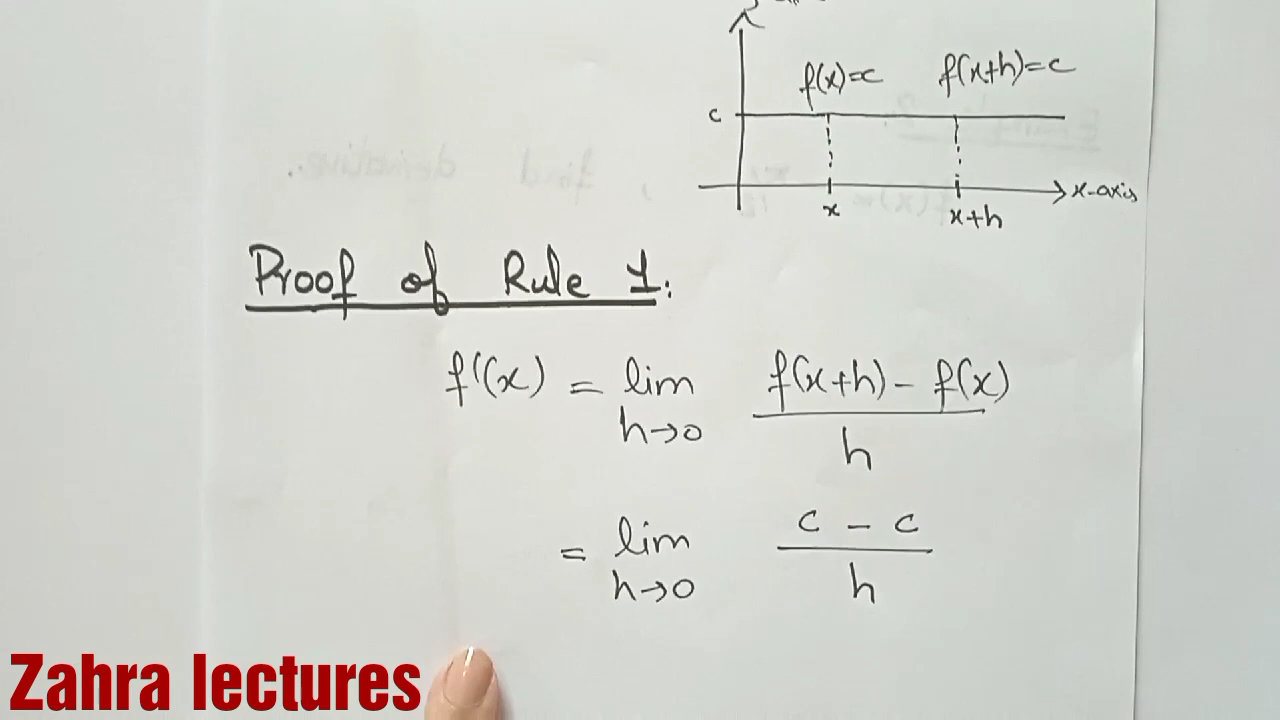 f(x)=c f(x+h)=c
c
x-axis
x x+h
Proof of Rule 1:
f'(x) = lim f(x+h) - f(x)
h→0 h
= lim c - c
h→0 h
Zahra lectures